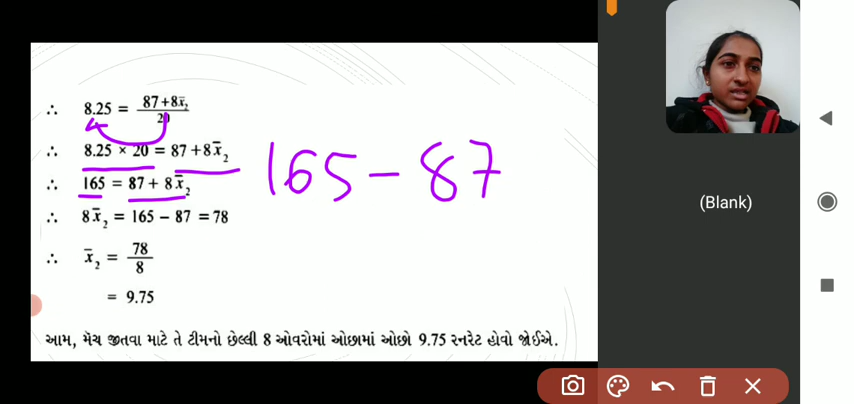 ∴ 8.25 = (87 + 8x̄₂)/20
∴ 8.25 × 20 = 87 + 8x̄₂
∴ 165 = 87 + 8x̄₂
165 - 87
∴ 8x̄₂ = 165 – 87 = 78
∴ x̄₂ = 78/8
= 9.75
આમ, મૅચ જીતવા માટે તે ટીમનો છેલ્લી 8 ઓવરોમાં ઓછામાં ઓછો 9.75 રનરેટ હોવો જોઈએ.
(Blank)